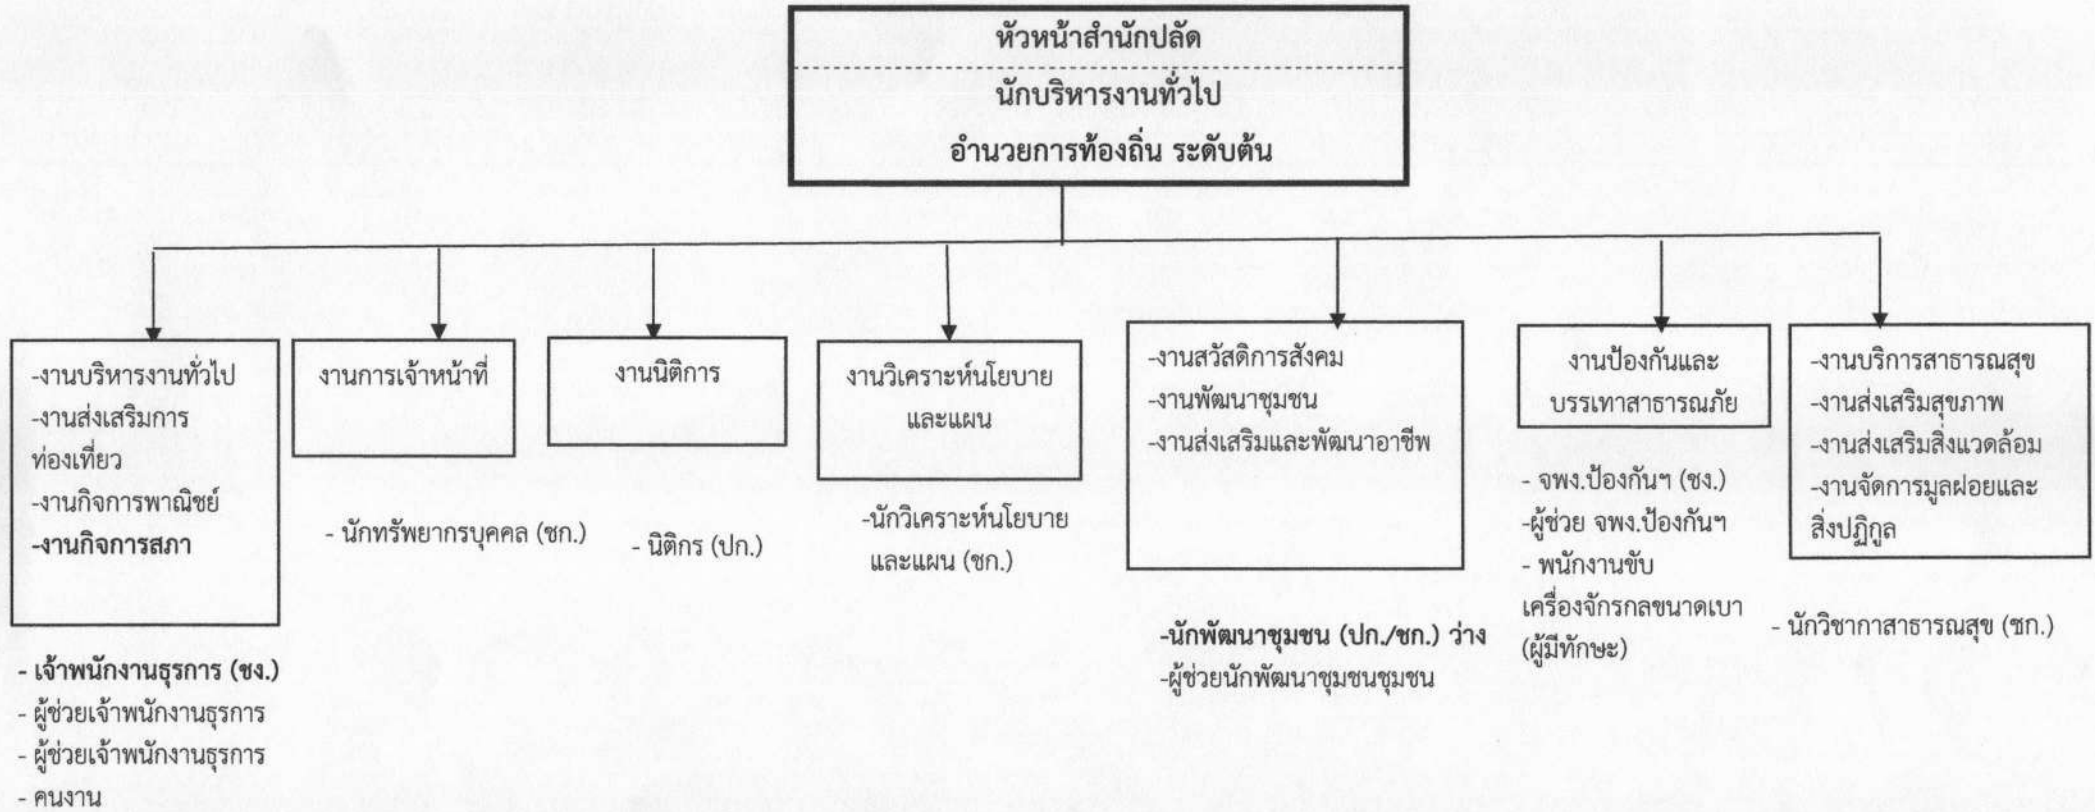 หัวหน้าสำนักปลัด
นักบริหารงานทั่วไป
อำนวยการท้องถิ่น ระดับต้น
-งานบริหารงานทั่วไป
-งานส่งเสริมการ
ท่องเที่ยว
-งานกิจการพาณิชย์
-งานกิจการสภา
- เจ้าพนักงานธุรการ (ชง.)
- ผู้ช่วยเจ้าพนักงานธุรการ
- ผู้ช่วยเจ้าพนักงานธุรการ
- คนงาน
งานการเจ้าหน้าที่
- นักทรัพยากรบุคคล (ชก.)
งานนิติการ
- นิติกร (ปก.)
งานวิเคราะห์นโยบาย
และแผน
-นักวิเคราะห์นโยบาย
และแผน (ชก.)
-งานสวัสดิการสังคม
-งานพัฒนาชุมชน
-งานส่งเสริมและพัฒนาอาชีพ
-นักพัฒนาชุมชน (ปก./ชก.) ว่าง
-ผู้ช่วยนักพัฒนาชุมชนชุมชน
งานป้องกันและ
บรรเทาสาธารณภัย
- จพง.ป้องกันฯ (ชง.)
-ผู้ช่วย จพง.ป้องกันฯ
- พนักงานขับ
เครื่องจักรกลขนาดเบา
(ผู้มีทักษะ)
-งานบริการสาธารณสุข
-งานส่งเสริมสุขภาพ
-งานส่งเสริมสิ่งแวดล้อม
-งานจัดการมูลฝอยและ
สิ่งปฏิกูล
- นักวิชากาสาธารณสุข (ชก.)